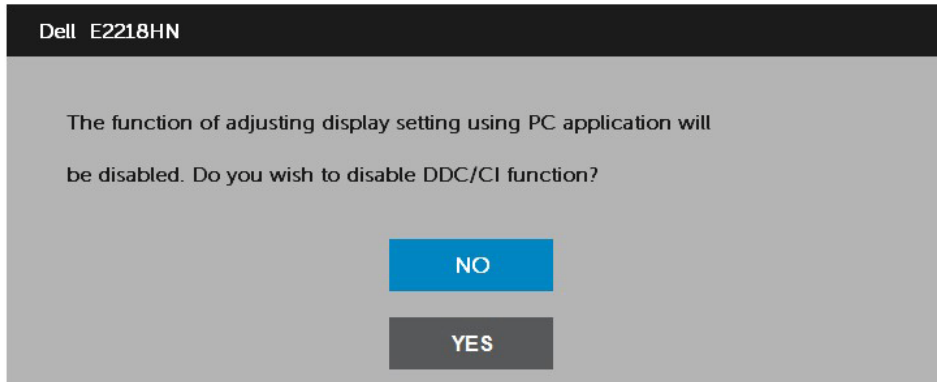 Dell E2218HN
The function of adjusting display setting using PC application will
be disabled. Do you wish to disable DDC/CI function?
NO
YES